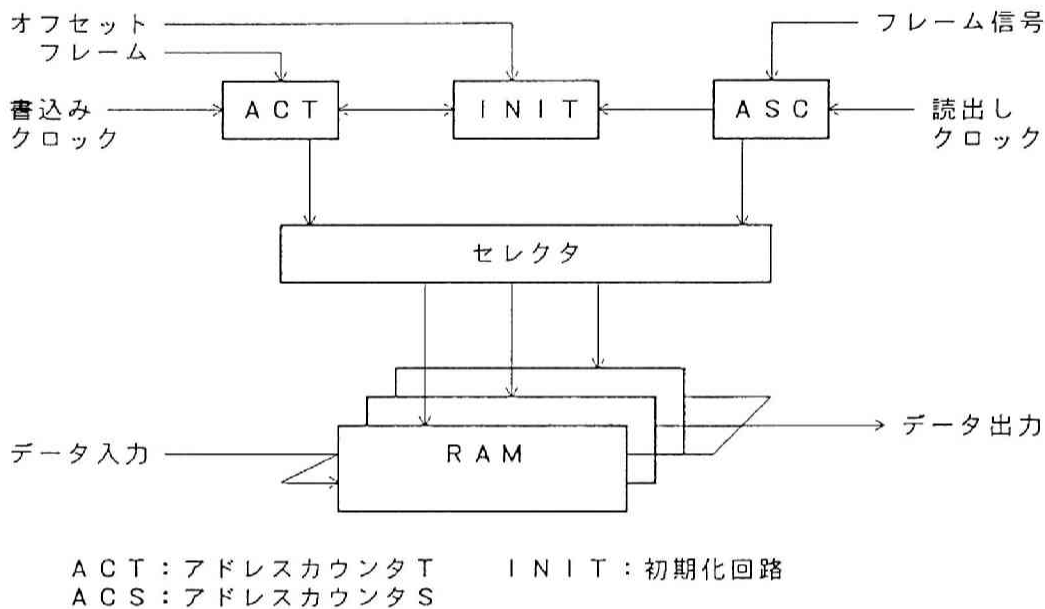 オフセット
フレーム
フレーム信号
書込み
クロック
ACT
INIT
ASC
読出し
クロック
セレクタ
RAM
データ入力
データ出力
ACT:アドレスカウンタT INIT:初期化回路
ACS:アドレスカウンタS